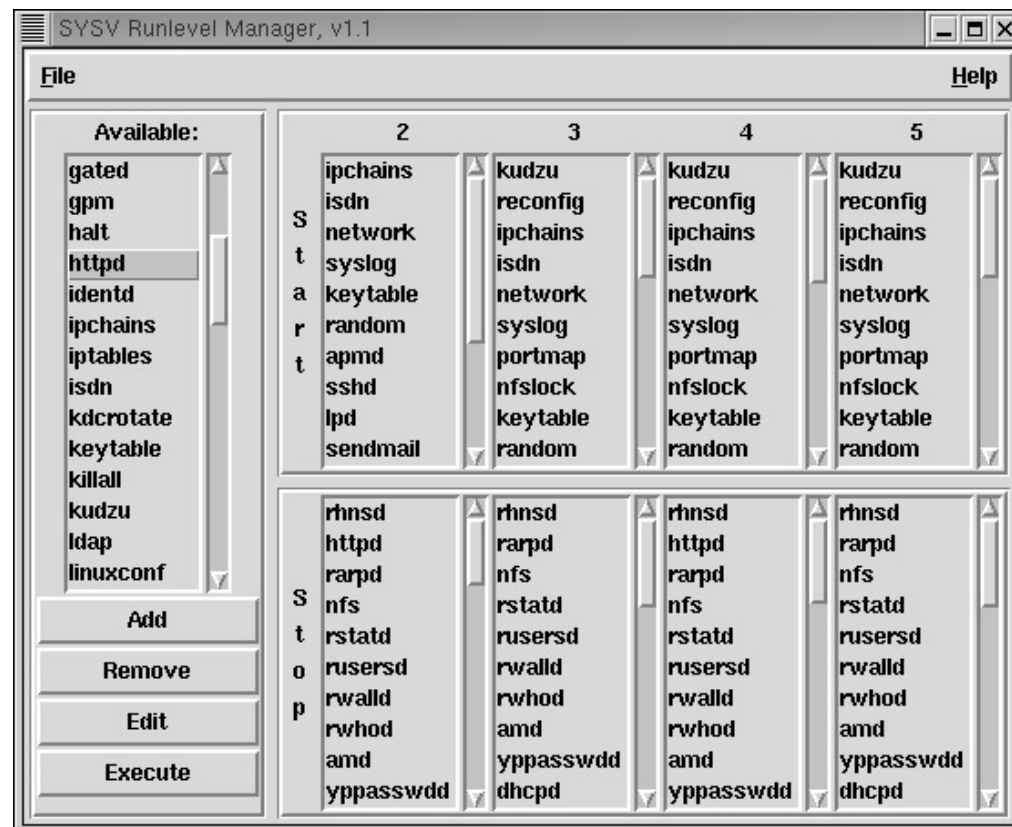 SYSV Runlevel Manager, v1.1
File
Help
Available:
gated
gpm
halt
httpd
identd
ipchains
iptables
isdn
kdcrotate
keytable
killall
kudzu
ldap
linuxconf
Add
Remove
Edit
Execute
Start
2
ipchains
isdn
network
syslog
keytable
random
apmd
sshd
lpd
sendmail
3
kudzu
reconfig
ipchains
isdn
network
syslog
portmap
nfslock
keytable
random
4
kudzu
reconfig
ipchains
isdn
network
syslog
portmap
nfslock
keytable
random
5
kudzu
reconfig
ipchains
isdn
network
syslog
portmap
nfslock
keytable
random
Stop
rhnsd
httpd
rarpd
nfs
rstatd
rusersd
rwalld
rwhod
amd
yppasswdd
rhnsd
rarpd
nfs
rstatd
rusersd
rwalld
rwhod
amd
yppasswdd
dhcpd
rhnsd
httpd
rarpd
nfs
rstatd
rusersd
rwalld
rwhod
amd
yppasswdd
rhnsd
rarpd
nfs
rstatd
rusersd
rwalld
rwhod
amd
yppasswdd
dhcpd